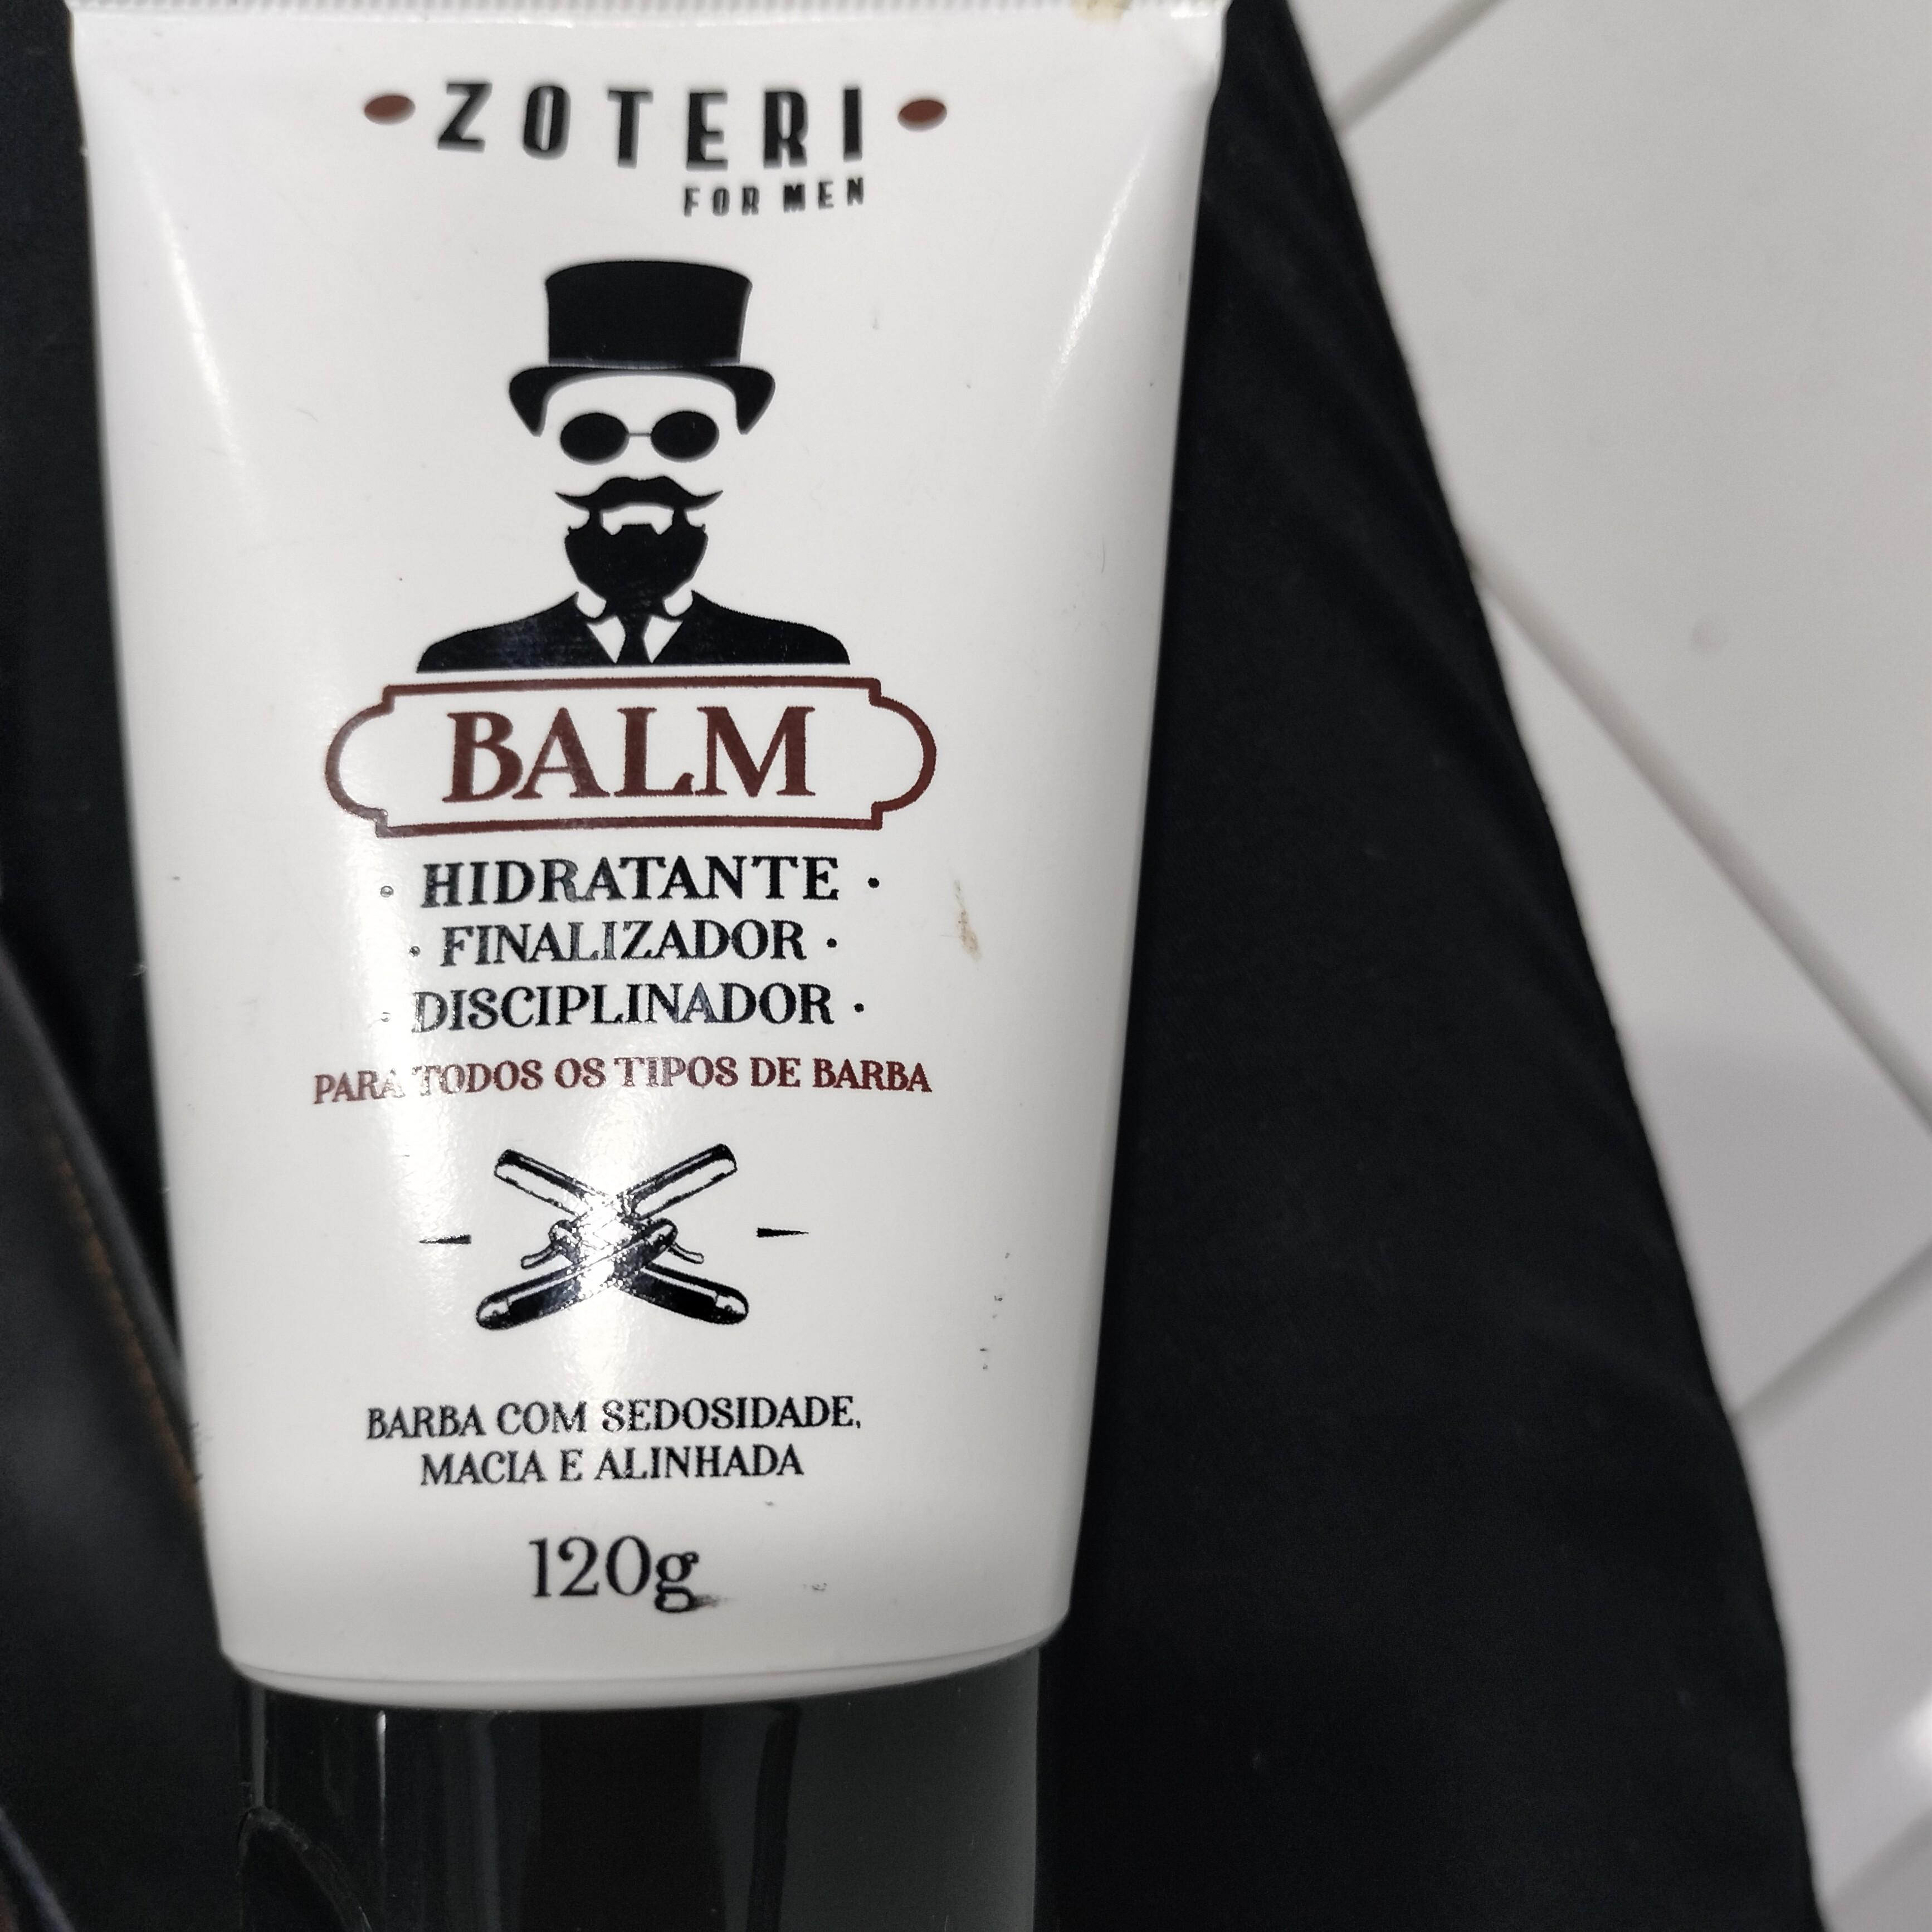 • ZOTERI •
FOR MEN
BALM
• HIDRATANTE •
• FINALIZADOR •
• DISCIPLINADOR •
PARA TODOS OS TIPOS DE BARBA
BARBA COM SEDOSIDADE,
MACIA E ALINHADA
120g